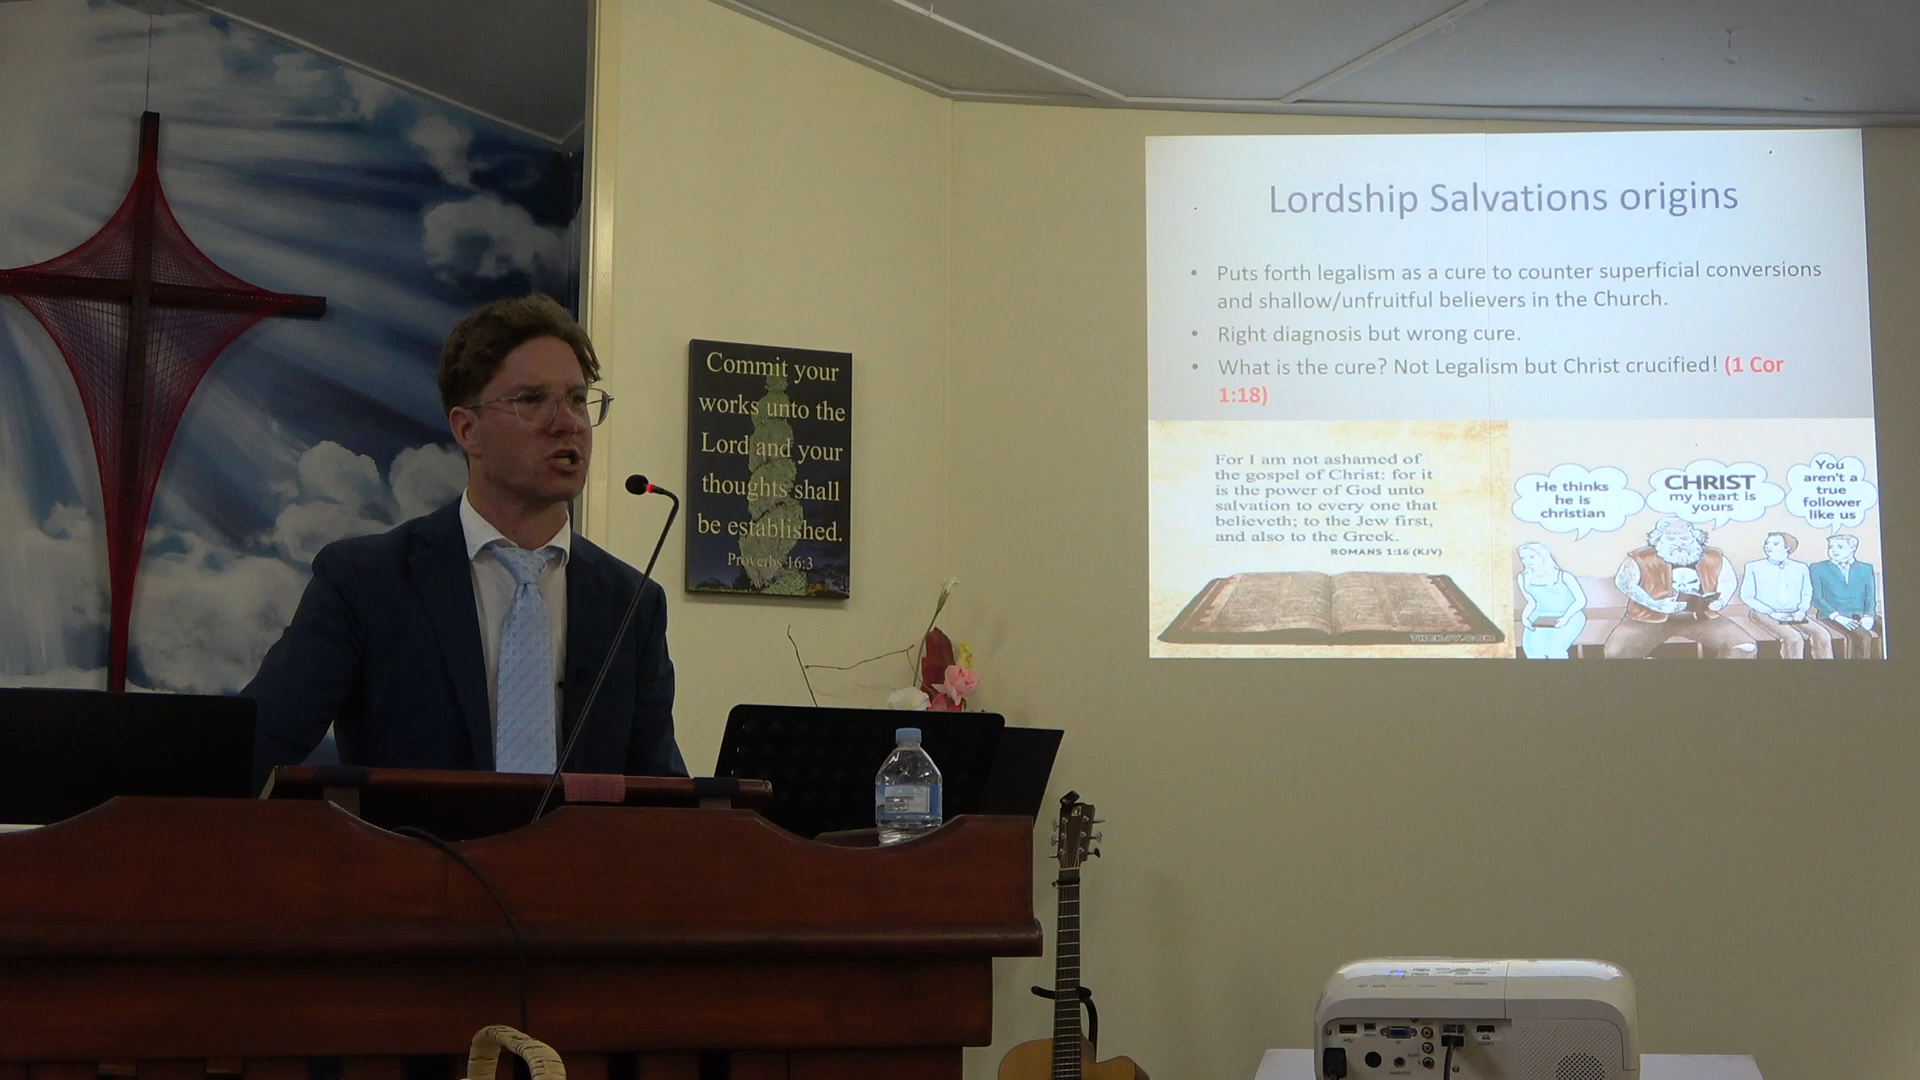 Commit your
works unto the
Lord and your
thoughts shall
be established.
Proverbs 16:3
Lordship Salvations origins
• Puts forth legalism as a cure to counter superficial conversions
and shallow/unfruitful believers in the Church.
• Right diagnosis but wrong cure.
• What is the cure? Not Legalism but Christ crucified! (1 Cor
1:18)
For I am not ashamed of
the gospel of Christ: for it
is the power of God unto
salvation to every one that
believeth; to the Jew first,
and also to the Greek.
ROMANS 1:16 (KJV)
He thinks
he is
christian
CHRIST
my heart is
yours
You
aren't a
true
follower
like us